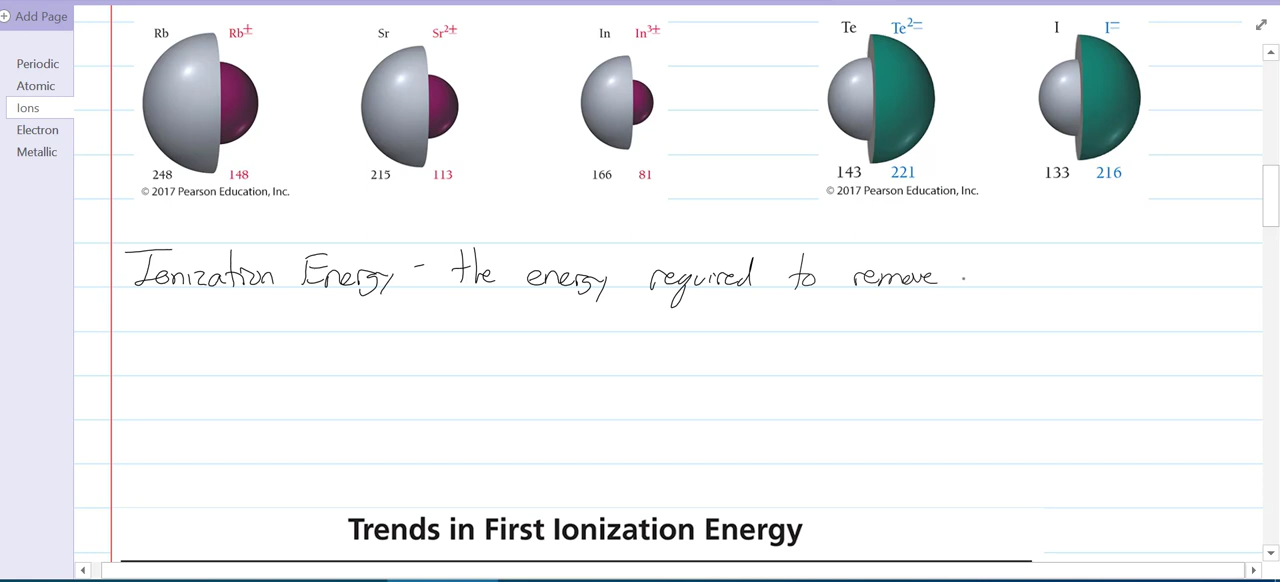 Add Page
Periodic
Atomic
Ions
Electron
Metallic
Rb Rb+
Sr Sr2+
In In3+
Te Te2−
I I−
248 148
215 113
166 81
143 221
133 216
© 2017 Pearson Education, Inc.
© 2017 Pearson Education, Inc.
Ionization Energy - the energy required to remove
Trends in First Ionization Energy